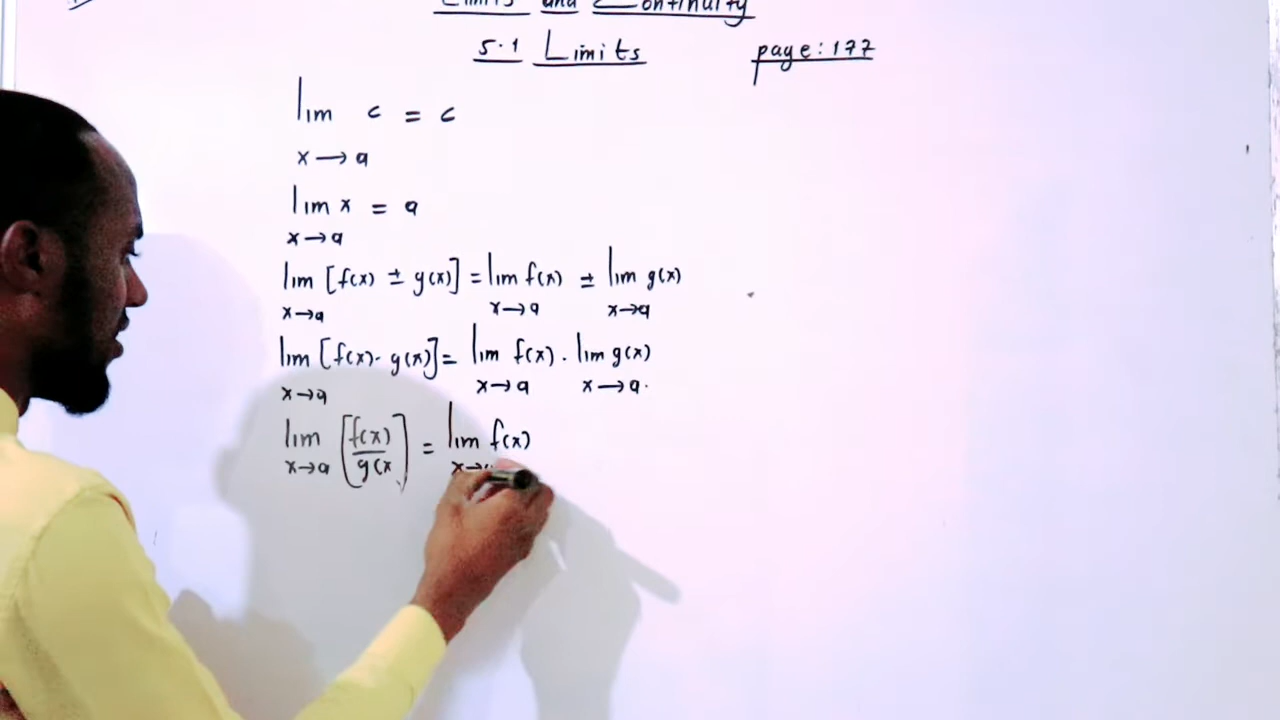 Limits and Continuity
5.1 Limits page: 177
lim c = c
x → a
lim x = a
x → a
lim [f(x) ± g(x)] = lim f(x) ± lim g(x)
x → a x → a x → a
lim [f(x) · g(x)] = lim f(x) · lim g(x)
x → a x → a x → a.
lim [f(x) / g(x] = lim f(x)
x → a x →